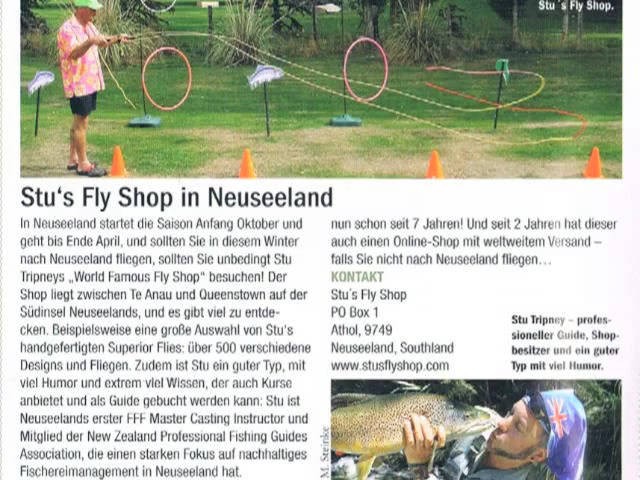 Stu´s Fly Shop.
Stu‘s Fly Shop in Neuseeland
In Neuseeland startet die Saison Anfang Oktober und
geht bis Ende April, und sollten Sie in diesem Winter
nach Neuseeland fliegen, sollten Sie unbedingt Stu
Tripneys „World Famous Fly Shop“ besuchen! Der
Shop liegt zwischen Te Anau und Queenstown auf der
Südinsel Neuseelands, und es gibt viel zu entde-
cken. Beispielsweise eine große Auswahl von Stu's
handgefertigten Superior Flies: über 500 verschiedene
Designs und Fliegen. Zudem ist Stu ein guter Typ, mit
viel Humor und extrem viel Wissen, der auch Kurse
anbietet und als Guide gebucht werden kann: Stu ist
Neuseelands erster FFF Master Casting Instructor und
Mitglied der New Zealand Professional Fishing Guides
Association, die einen starken Fokus auf nachhaltiges
Fischereimanagement in Neuseeland hat.
nun schon seit 7 Jahren! Und seit 2 Jahren hat dieser
auch einen Online-Shop mit weltweitem Versand –
falls Sie nicht nach Neuseeland fliegen…
KONTAKT
Stu´s Fly Shop
PO Box 1
Athol, 9749
Neuseeland, Southland
www.stusflyshop.com
Stu Tripney – profes-
sioneller Guide, Shop-
besitzer und ein guter
Typ mit viel Humor.
M. Steinke